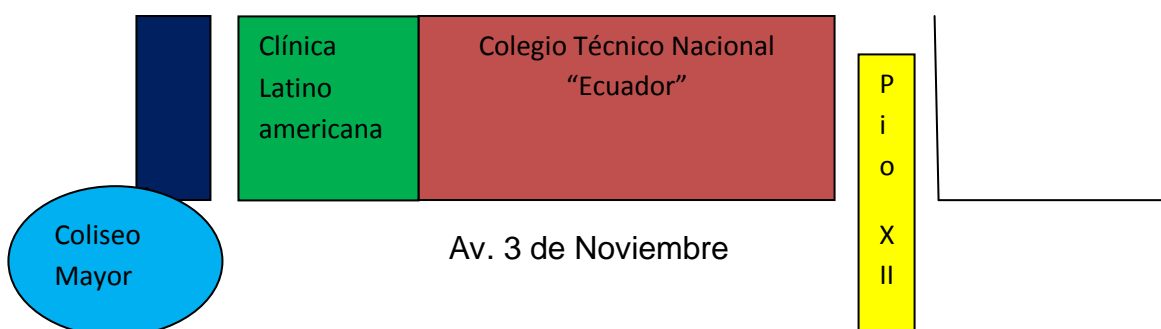 Clínica
Latino
americana
Colegio Técnico Nacional
“Ecuador”
P
i
o
X
II
Coliseo
Mayor
Av. 3 de Noviembre